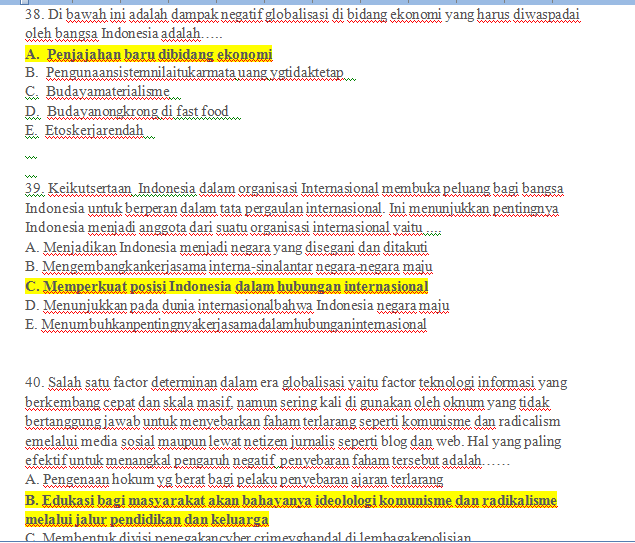 38. Di bawah ini adalah dampak negatif globalisasi di bidang ekonomi yang harus diwaspadai
oleh bangsa Indonesia adalah…..
A. Penjajahan baru dibidang ekonomi
B. Pengunaansistemnilaitukarmata uang ygtidaktetap
C. Budayamaterialisme
D. Budayanongkrong di fast food
E. Etoskerjarendah
39. Keikutsertaan Indonesia dalam organisasi Internasional membuka peluang bagi bangsa
Indonesia untuk berperan dalam tata pergaulan internasional. Ini menunjukkan pentingnya
Indonesia menjadi anggota dari suatu organisasi internasional yaitu ....
A. Menjadikan Indonesia menjadi negara yang disegani dan ditakuti
B. Mengembangkankerjasama interna-sinalantar negara-negara maju
C. Memperkuat posisi Indonesia dalam hubungan internasional
D. Menunjukkan pada dunia internasionalbahwa Indonesia negara maju
E. Menumbuhkanpentingnyakerjasamadalamhubunganintemasional
40. Salah satu factor determinan dalam era globalisasi yaitu factor teknologi informasi yang
berkembang cepat dan skala masif, namun sering kali di gunakan oleh oknum yang tidak
bertanggung jawab untuk menyebarkan faham terlarang seperti komunisme dan radicalism
emelalui media sosial maupun lewat netizen jurnalis seperti blog dan web. Hal yang paling
efektif untuk menangkal pengaruh negatif penyebaran faham tersebut adalah……
A. Pengenaan hokum yg berat bagi pelaku penyebaran ajaran terlarang
B. Edukasi bagi masyarakat akan bahayanya ideolologi komunisme dan radikalisme
melalui jalur pendidikan dan keluarga
C. Membentuk divisi penegakancyber crimeyghandal di lembagakepolisian